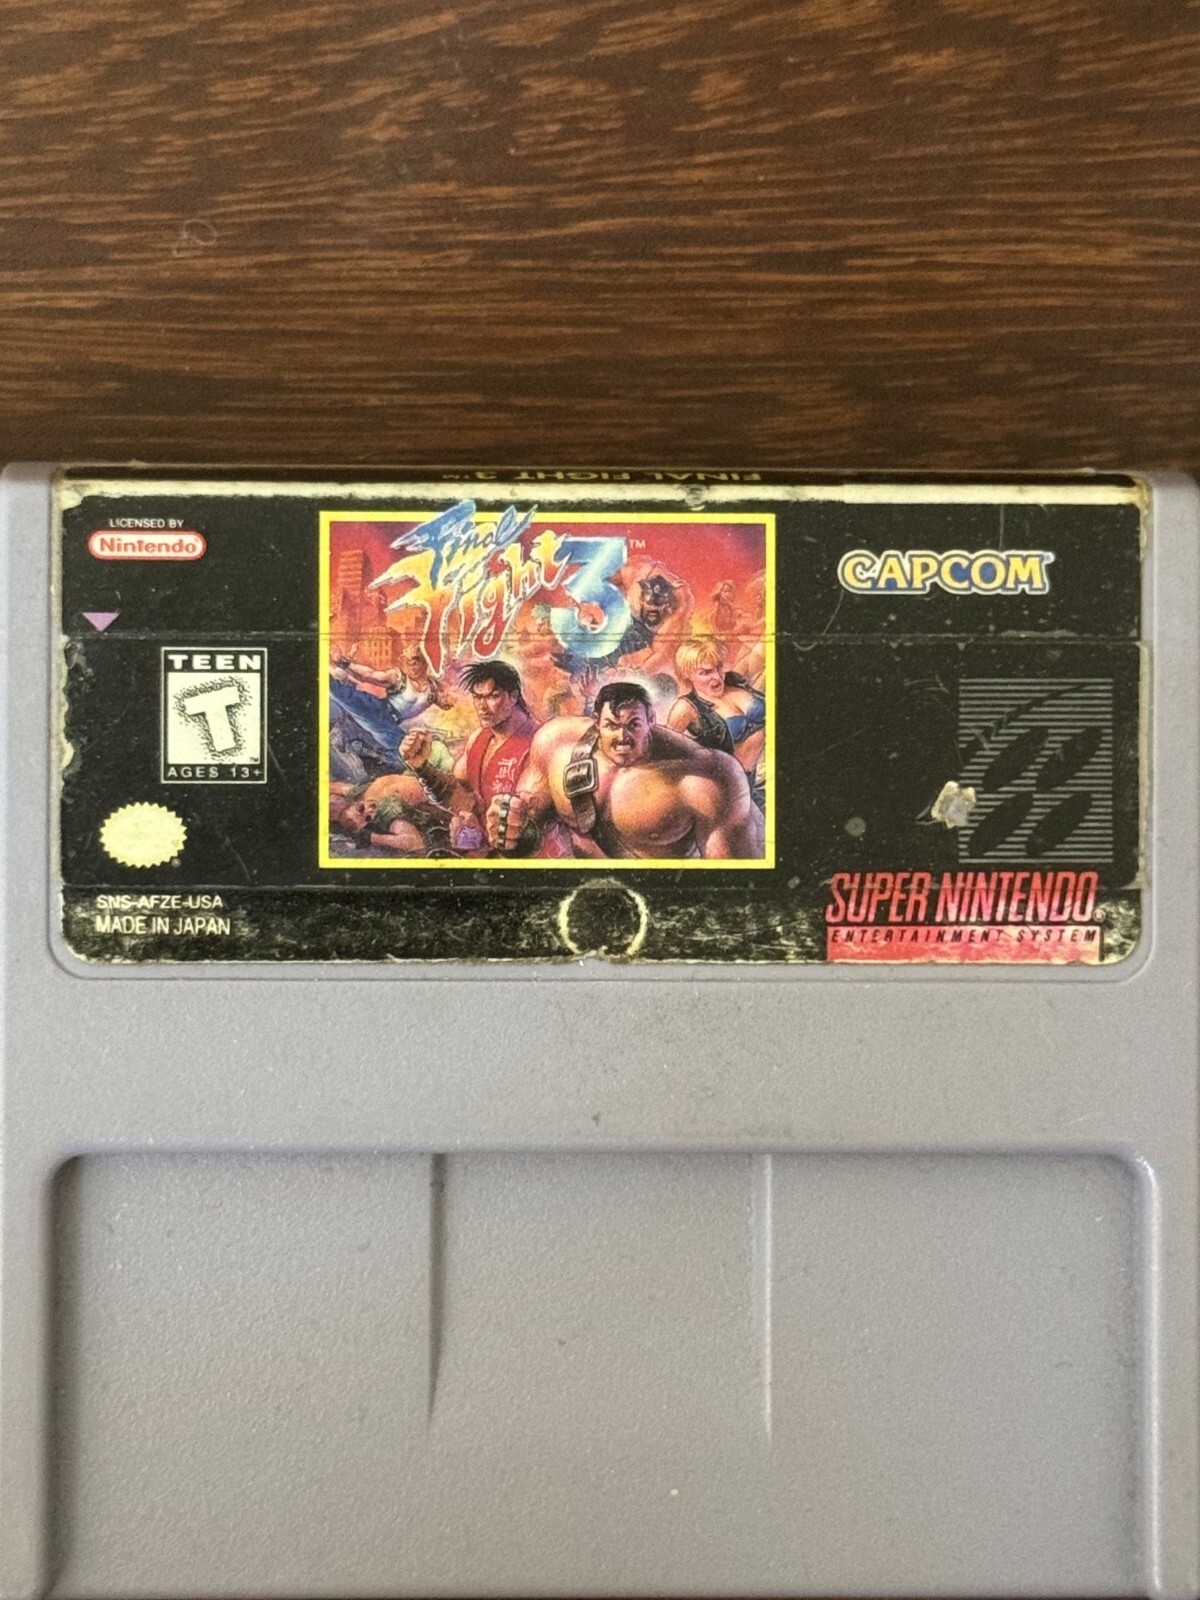 FINAL FIGHT 3™
LICENSED BY
Nintendo
Final
Fight 3™
CAPCOM
TEEN
T
AGES 13+
SNS-AFZE-USA
MADE IN JAPAN
SUPER NINTENDO®
ENTERTAINMENT SYSTEM